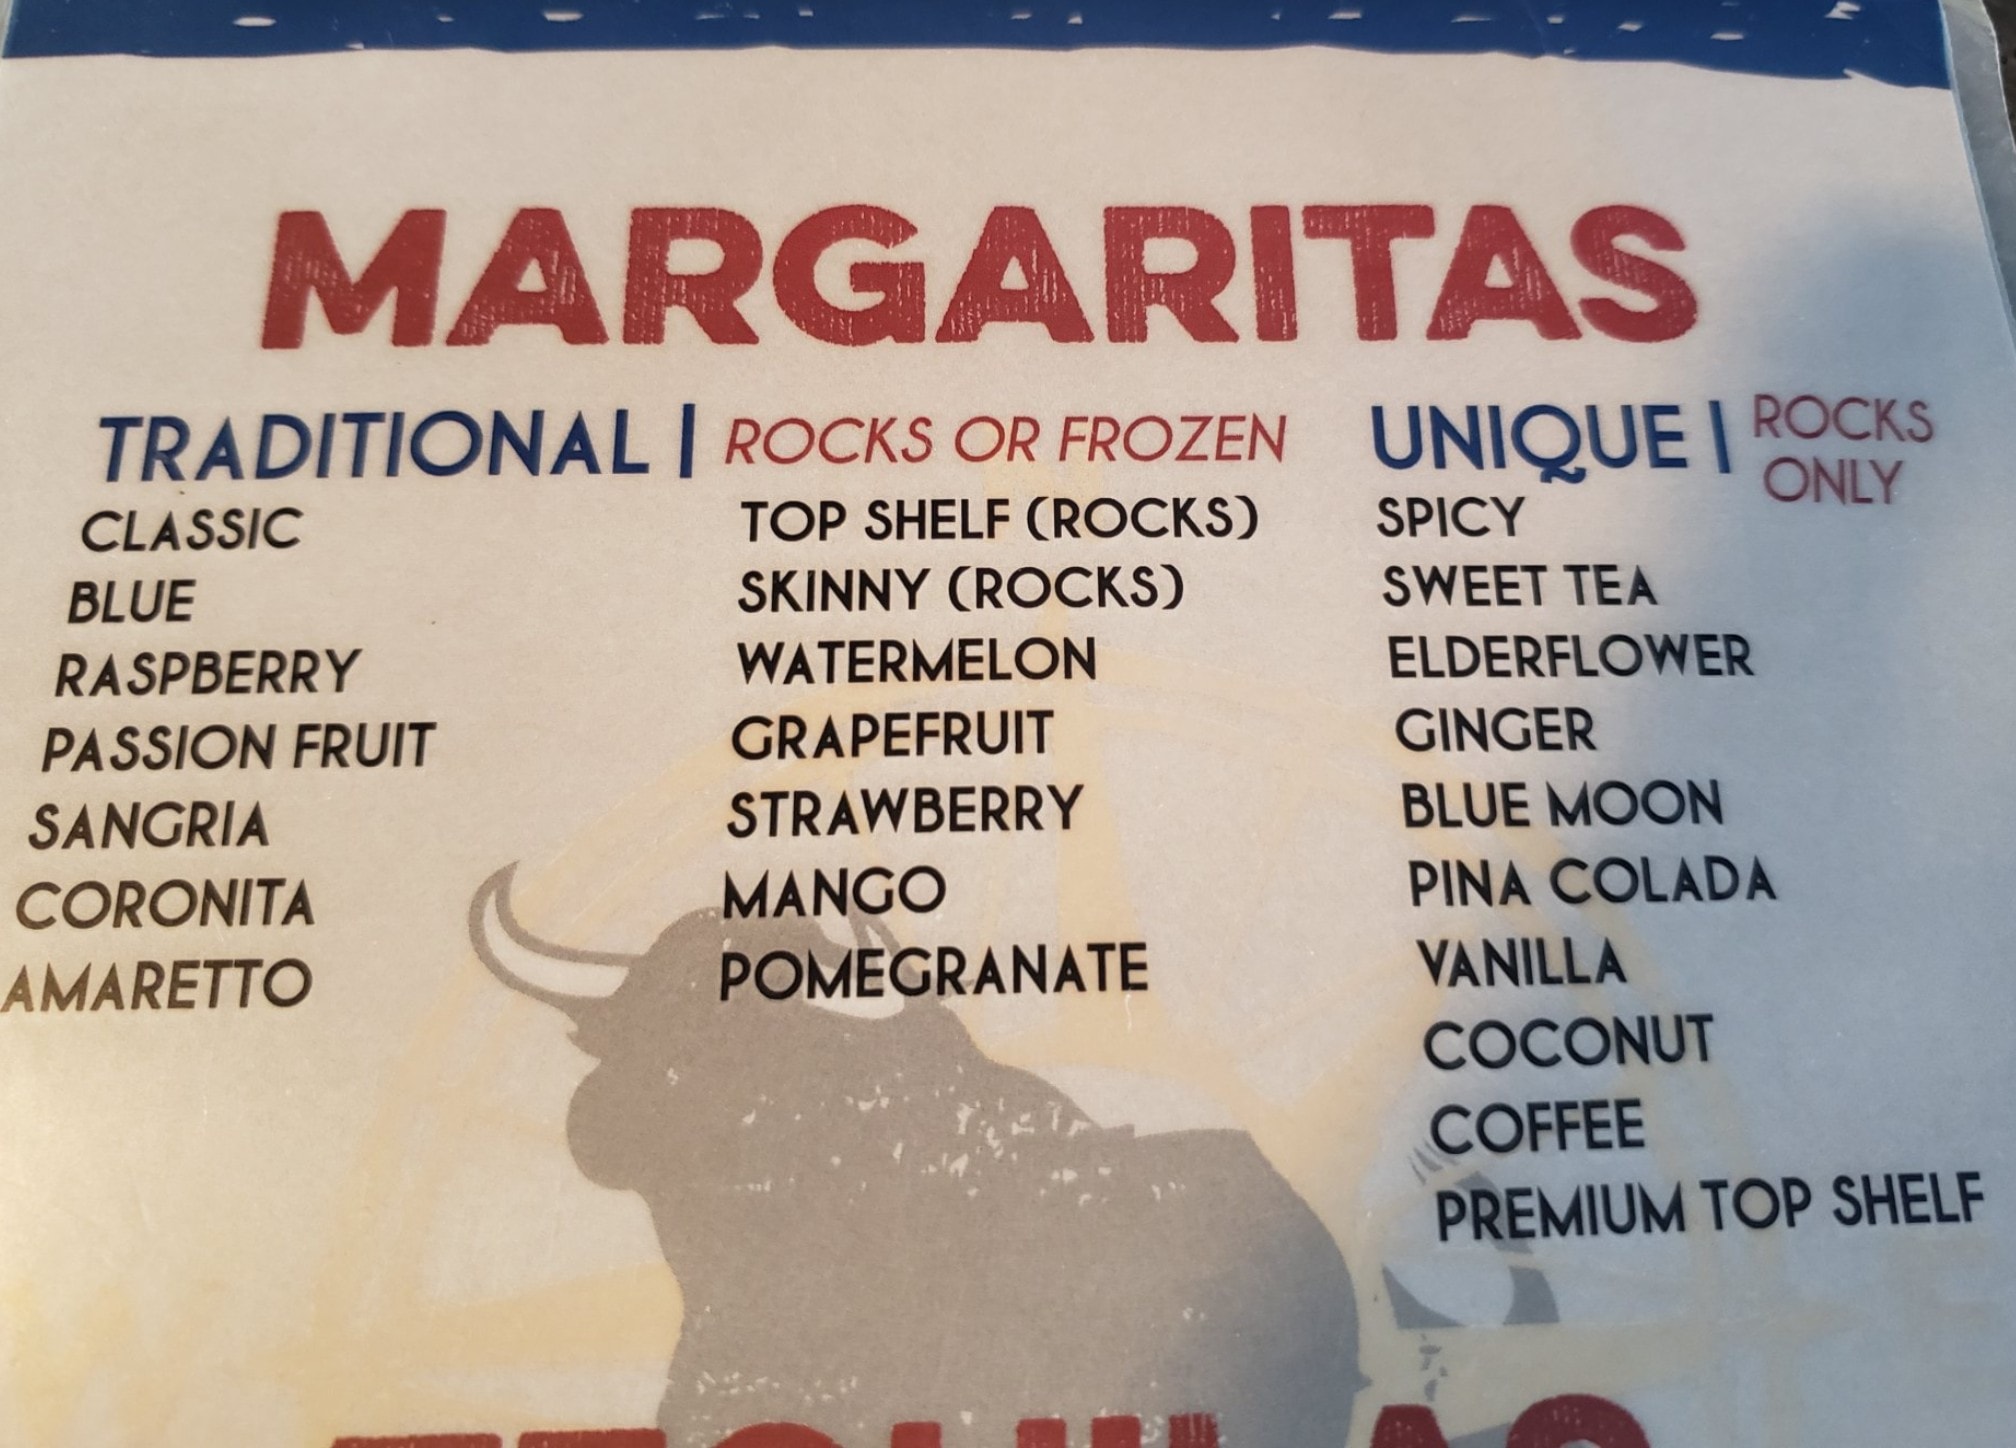 MARGARITAS
TRADITIONAL | ROCKS OR FROZEN
CLASSIC
BLUE
RASPBERRY
PASSION FRUIT
SANGRIA
CORONITA
AMARETTO
TOP SHELF (ROCKS)
SKINNY (ROCKS)
WATERMELON
GRAPEFRUIT
STRAWBERRY
MANGO
POMEGRANATE
UNIQUE | ROCKS
ONLY
SPICY
SWEET TEA
ELDERFLOWER
GINGER
BLUE MOON
PINA COLADA
VANILLA
COCONUT
COFFEE
PREMIUM TOP SHELF